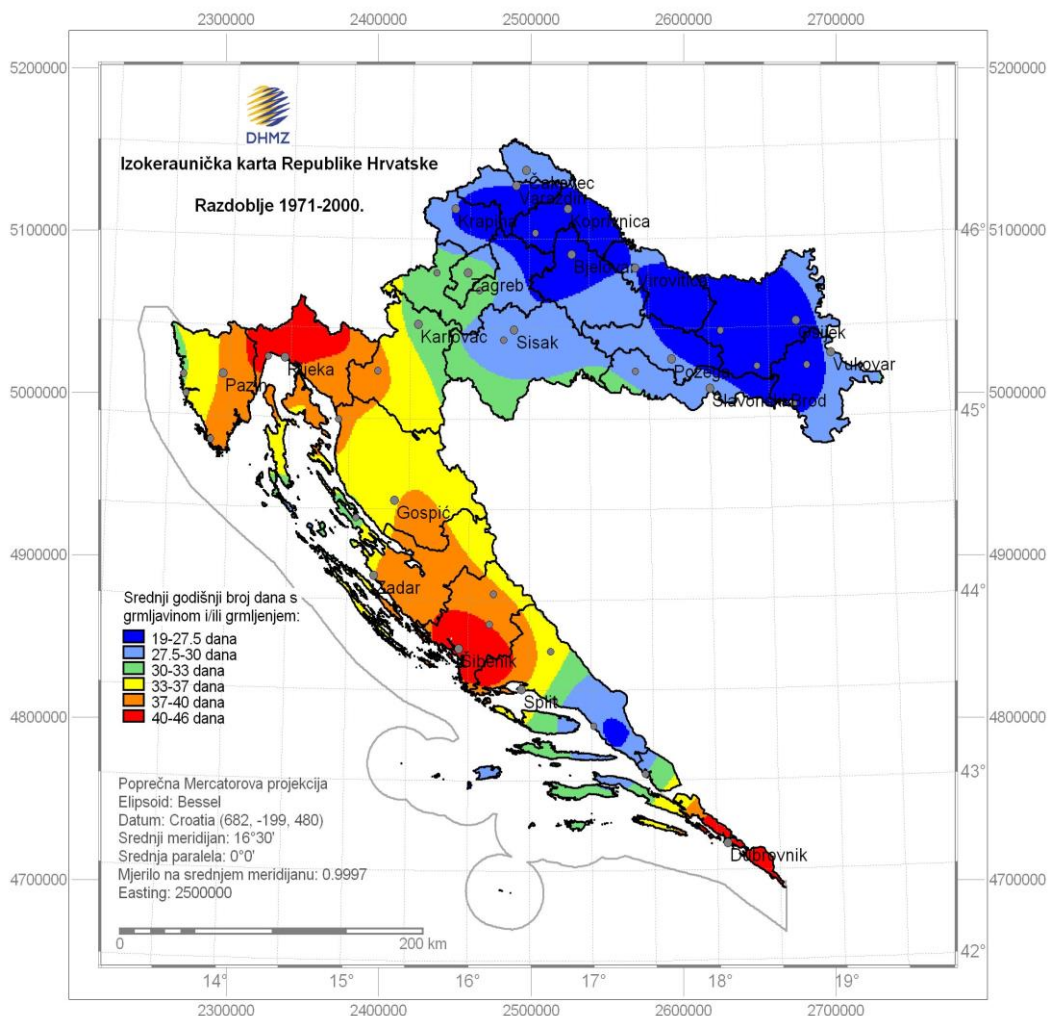 2300000 2400000 2500000 2600000 2700000
5200000 5200000
DHMZ
Izokeraunička karta Republike Hrvatske
Razdoblje 1971-2000.
Čakovec
Varaždin
Krapina Koprivnica
5100000 46° 5100000
Bjelovar
Zagreb Virovitica
Karlovac Sisak Osijek
Rijeka Požega Vukovar
Pazin Slavonski Brod
5000000 45° 5000000
Gospić
4900000 4900000
Zadar 44°
Srednji godišnji broj dana s
grmljavinom i/ili grmljenjem:
19-27.5 dana
27.5-30 dana
30-33 dana
33-37 dana
37-40 dana
40-46 dana
Šibenik
Split
4800000 4800000
43°
Poprečna Mercatorova projekcija
Elipsoid: Bessel
Datum: Croatia (682, -199, 480)
Srednji meridijan: 16°30'
Srednja paralela: 0°0'
Mjerilo na srednjem meridijanu: 0.9997
Easting: 2500000
Dubrovnik
4700000 4700000
0 200 km
42°
14° 15° 16° 17° 18° 19°
2300000 2400000 2500000 2600000 2700000